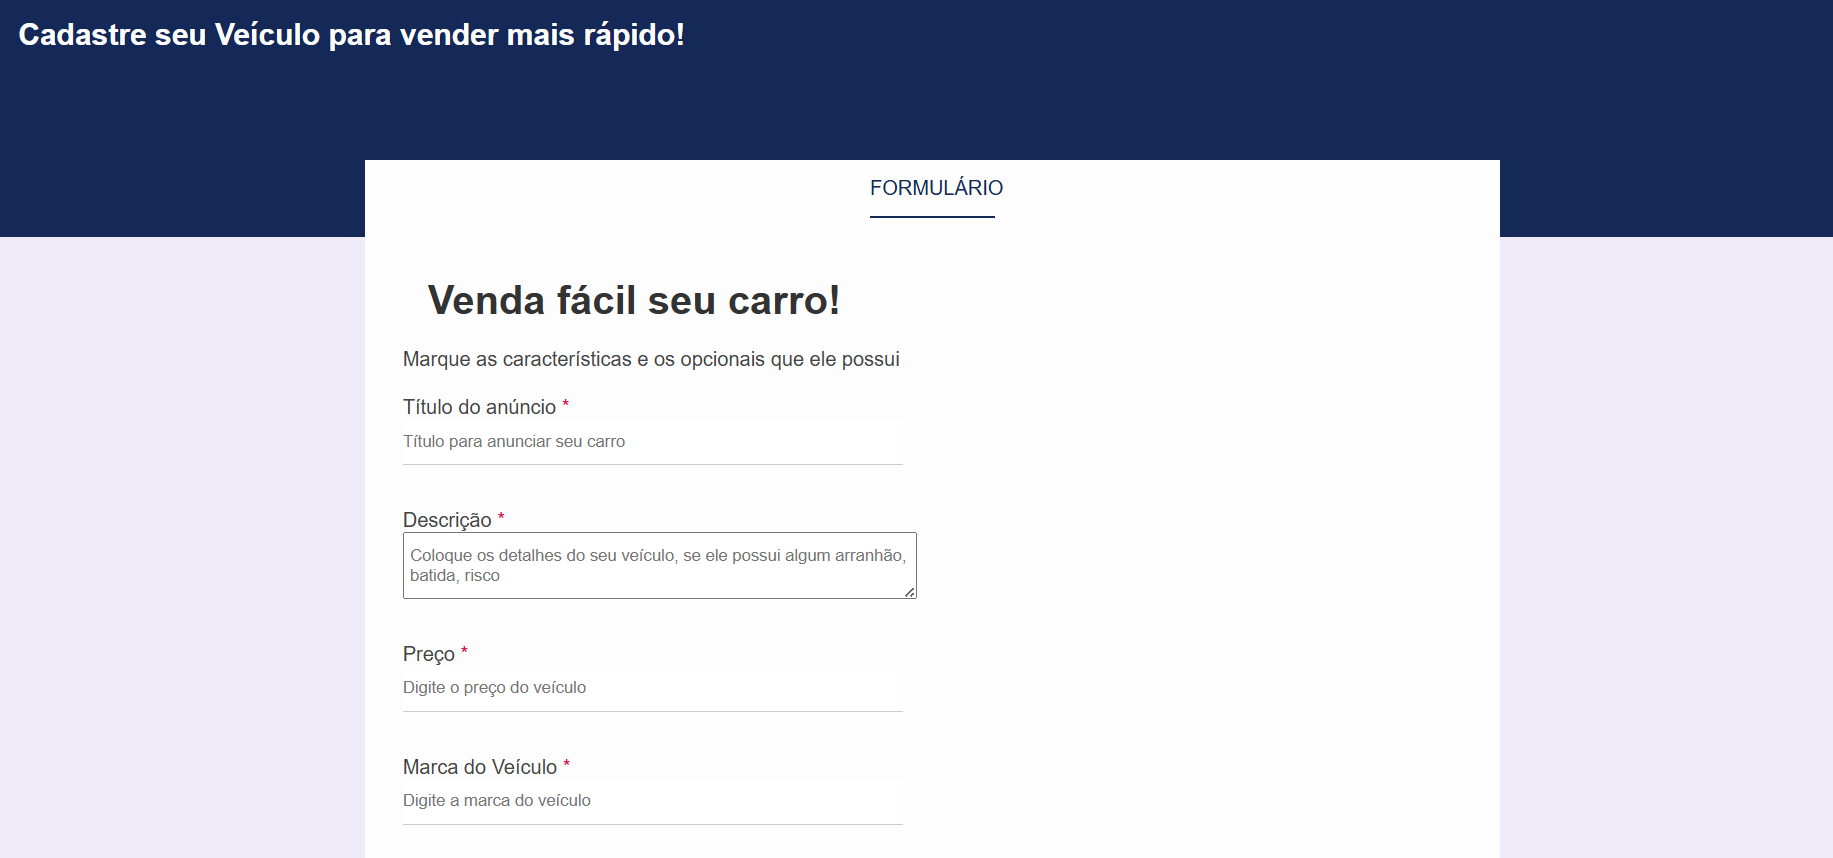 Cadastre seu Veículo para vender mais rápido!
FORMULÁRIO
Venda fácil seu carro!
Marque as características e os opcionais que ele possui
Título do anúncio *
Título para anunciar seu carro
Descrição *
Coloque os detalhes do seu veículo, se ele possui algum arranhão,
batida, risco
Preço *
Digite o preço do veículo
Marca do Veículo *
Digite a marca do veículo